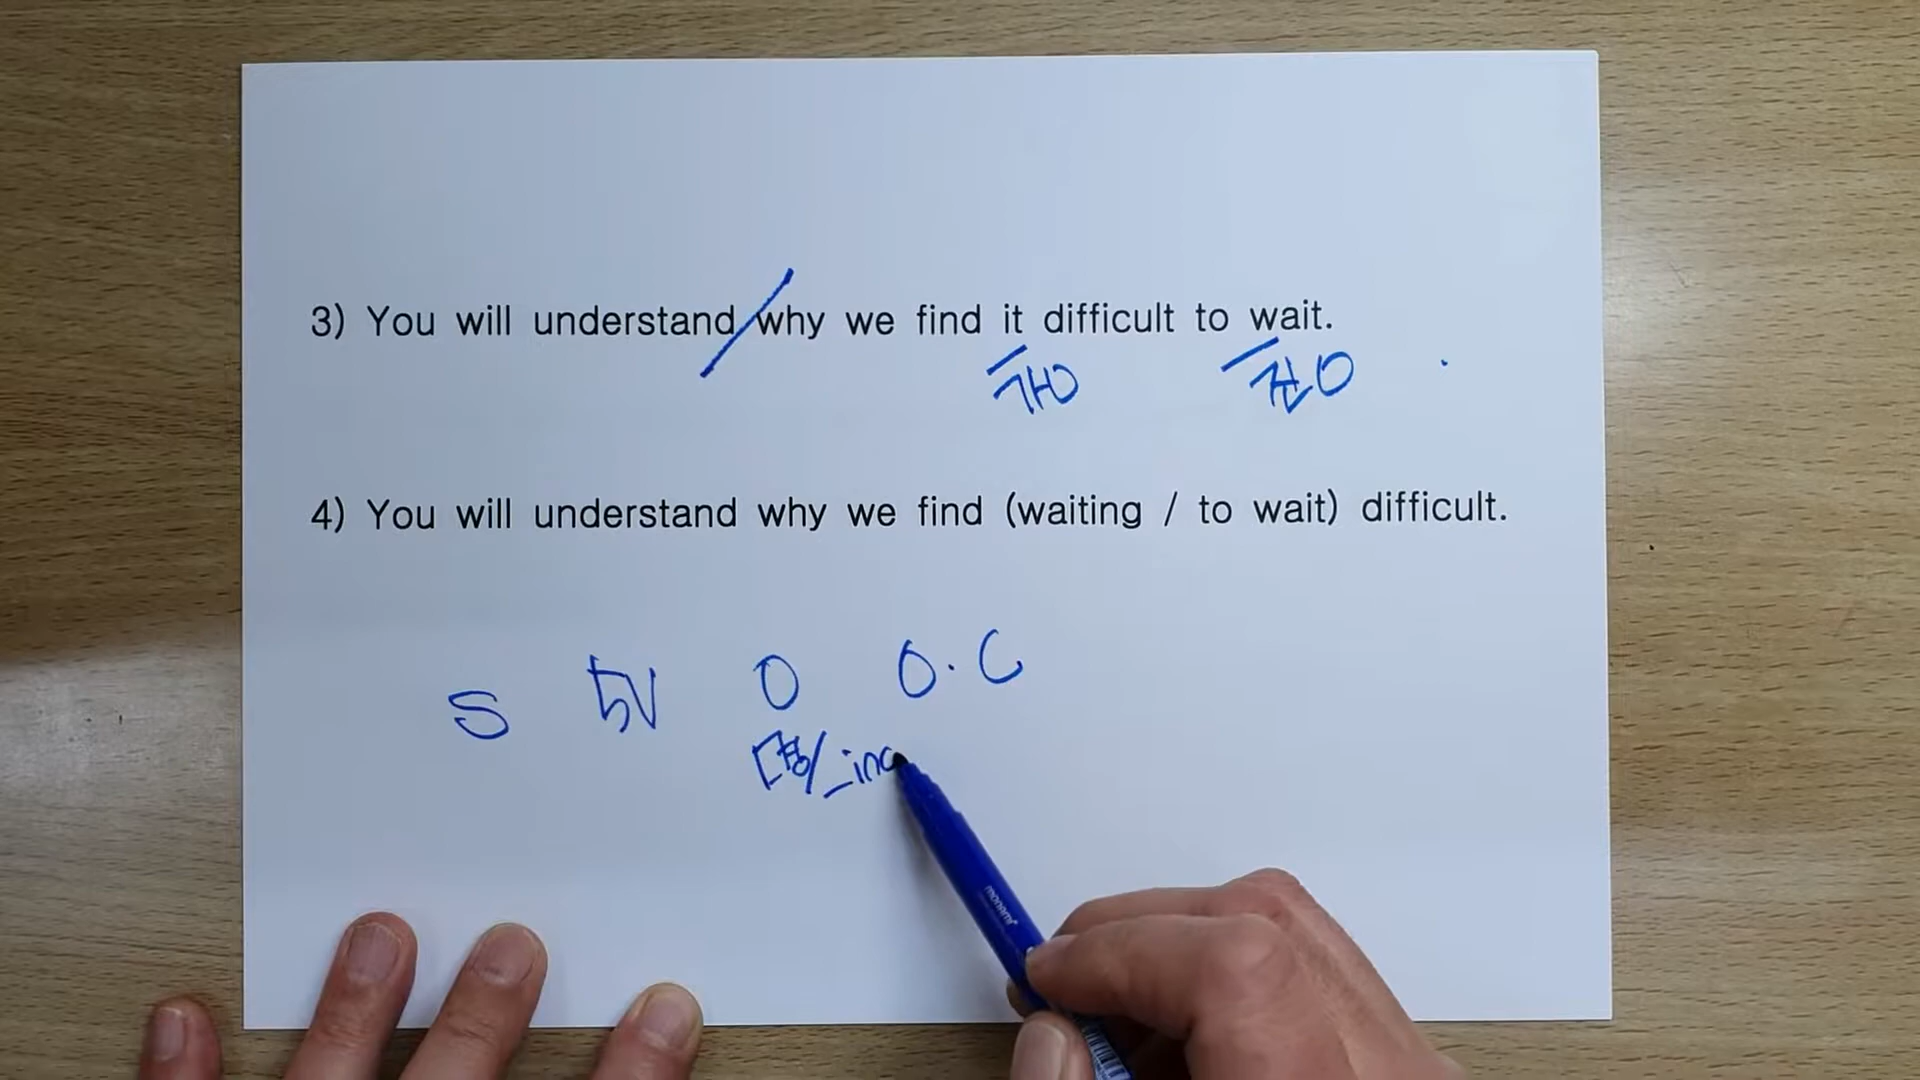 3) You will understand / why we find it difficult to wait.
가O 진O
4) You will understand why we find (waiting / to wait) difficult.
S 5V O O.C
명/_ing
monami